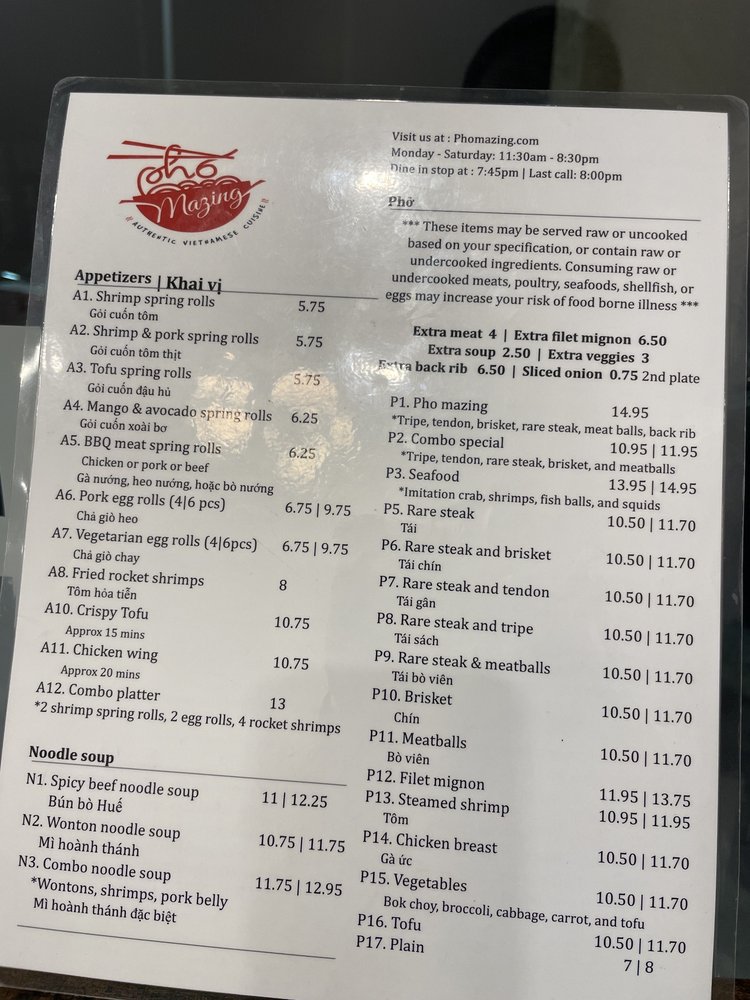 phở
Mazing
AUTHENTIC VIETNAMESE CUISINE
Visit us at : Phomazing.com
Monday - Saturday: 11:30am - 8:30pm
Dine in stop at : 7:45pm | Last call: 8:00pm
Appetizers | Khai vị
A1. Shrimp spring rolls 5.75
Gỏi cuốn tôm
A2. Shrimp & pork spring rolls 5.75
Gỏi cuốn tôm thịt
A3. Tofu spring rolls 5.75
Gỏi cuốn đậu hủ
A4. Mango & avocado spring rolls 6.25
Gỏi cuốn xoài bơ
A5. BBQ meat spring rolls 6.25
Chicken or pork or beef
Gà nướng, heo nướng, hoặc bò nướng
A6. Pork egg rolls (4|6 pcs) 6.75 | 9.75
Chả giò heo
A7. Vegetarian egg rolls (4|6pcs) 6.75 | 9.75
Chả giò chay
A8. Fried rocket shrimps 8
Tôm hỏa tiễn
A10. Crispy Tofu 10.75
Approx 15 mins
A11. Chicken wing 10.75
Approx 20 mins
A12. Combo platter 13
*2 shrimp spring rolls, 2 egg rolls, 4 rocket shrimps
Noodle soup
N1. Spicy beef noodle soup 11 | 12.25
Bún bò Huế
N2. Wonton noodle soup 10.75 | 11.75
Mì hoành thánh
N3. Combo noodle soup 11.75 | 12.95
*Wontons, shrimps, pork belly
Mì hoành thánh đặc biệt
Phở
*** These items may be served raw or uncooked
based on your specification, or contain raw or
undercooked ingredients. Consuming raw or
undercooked meats, poultry, seafoods, shellfish, or
eggs may increase your risk of food borne illness ***
Extra meat 4 | Extra filet mignon 6.50
Extra soup 2.50 | Extra veggies 3
Extra back rib 6.50 | Sliced onion 0.75 2nd plate
P1. Pho mazing 14.95
*Tripe, tendon, brisket, rare steak, meat balls, back rib
P2. Combo special 10.95 | 11.95
*Tripe, tendon, rare steak, brisket, and meatballs
P3. Seafood 13.95 | 14.95
*Imitation crab, shrimps, fish balls, and squids
P5. Rare steak 10.50 | 11.70
Tái
P6. Rare steak and brisket 10.50 | 11.70
Tái chín
P7. Rare steak and tendon 10.50 | 11.70
Tái gân
P8. Rare steak and tripe 10.50 | 11.70
Tái sách
P9. Rare steak & meatballs 10.50 | 11.70
Tái bò viên
P10. Brisket 10.50 | 11.70
Chín
P11. Meatballs 10.50 | 11.70
Bò viên
P12. Filet mignon 11.95 | 13.75
P13. Steamed shrimp 10.95 | 11.95
Tôm
P14. Chicken breast 10.50 | 11.70
Gà ức
P15. Vegetables 10.50 | 11.70
Bok choy, broccoli, cabbage, carrot, and tofu
P16. Tofu 10.50 | 11.70
P17. Plain 7 | 8